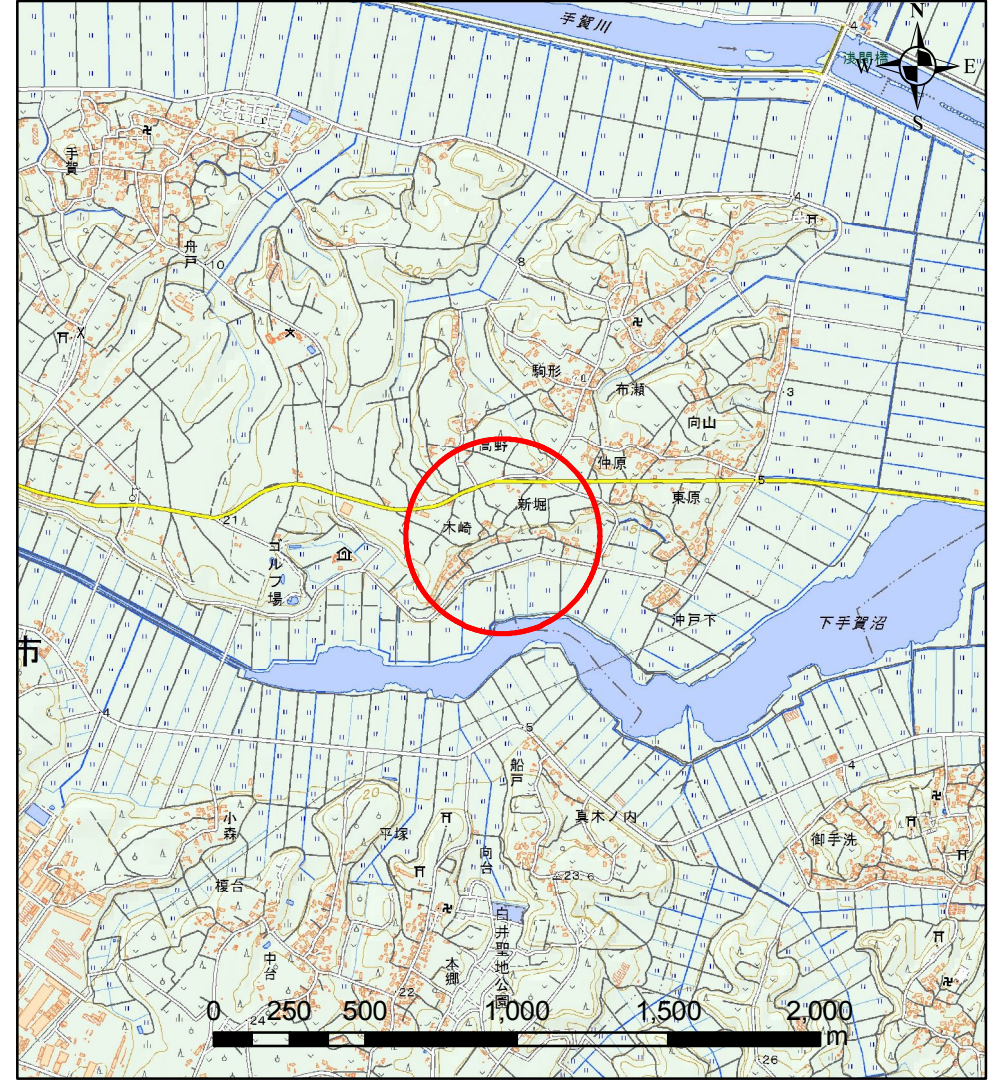 手賀川
4
N
浅間橋
W
E
S
手賀
4
舟戸
10
8
20
駒形
布瀬
3
向山
高野
仲原
5
東原
新堀
木崎
21
ゴルフ場
沖戸下
下手賀沼
市
4
5
船戸
4
5
20
小森
平塚
真木ノ内
御手洗
向台
榎台
23.6
白井聖地公園
中台
本郷
22
24
0 250 500 1,000 1,500 2,000
m
26